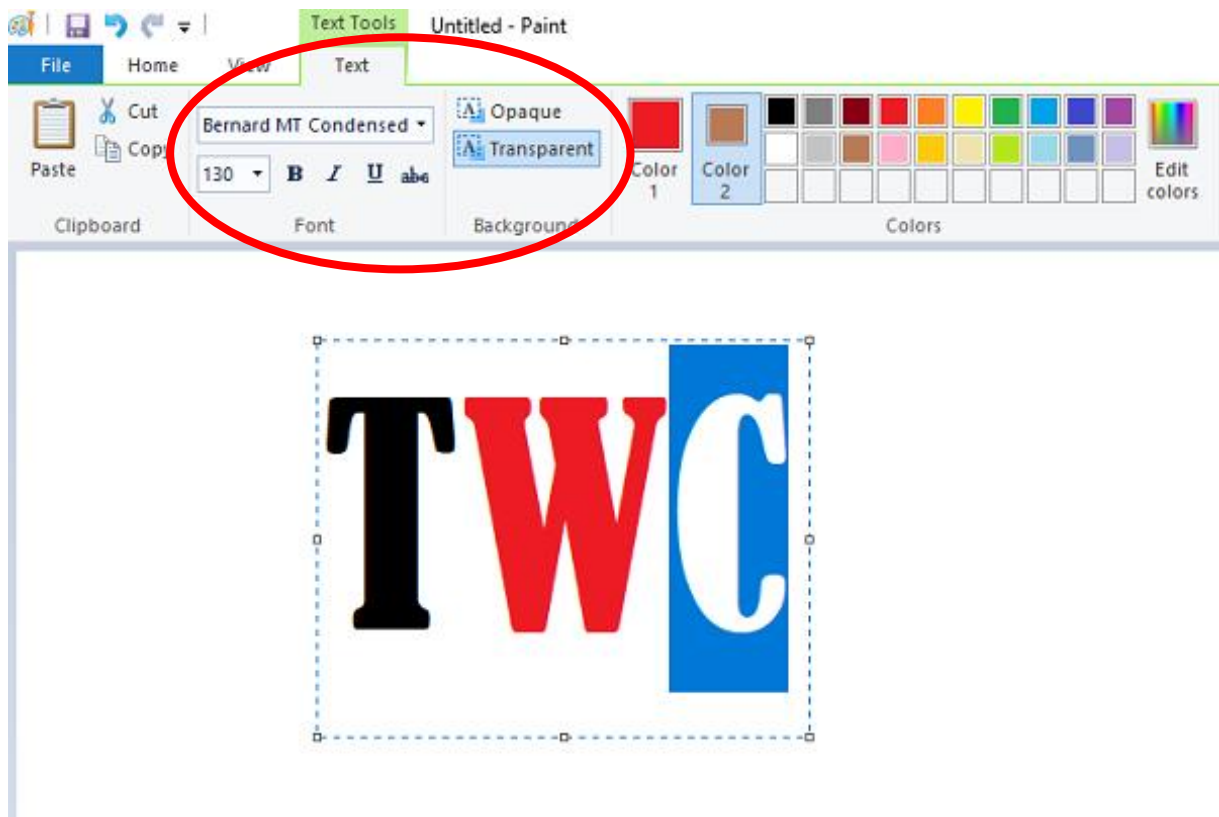 Text Tools Untitled - Paint
File Home View Text
Cut
Copy
Paste
Clipboard
Bernard MT Condensed
130 B I U abc
Font
Opaque
Transparent
Background
Color 1
Color 2
Edit colors
Colors
TWC